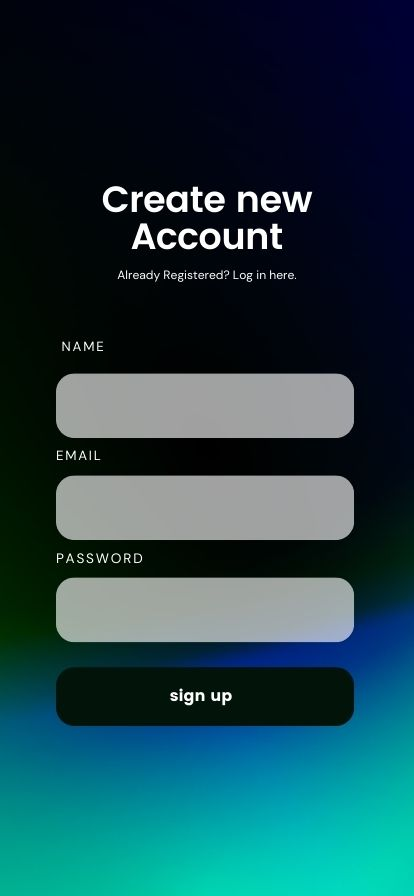 Create new
Account
Already Registered? Log in here.
NAME
EMAIL
PASSWORD
sign up